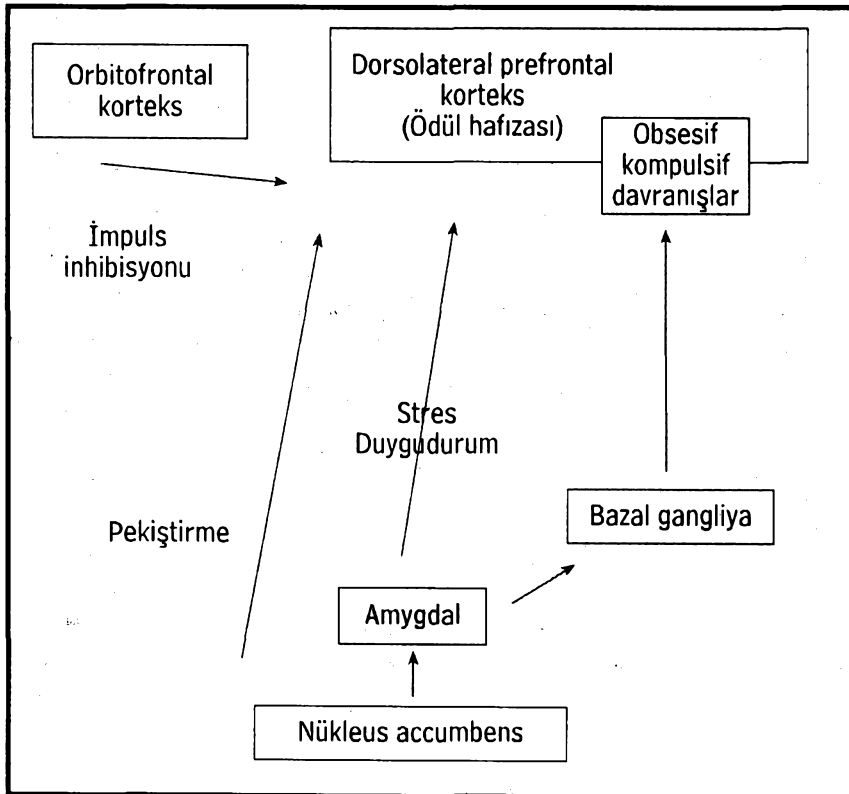 Orbitofrontal
korteks
Dorsolateral prefrontal
korteks
(Ödül hafızası)
Obsesif
kompulsif
davranışlar
İmpuls
inhibisyonu
Stres
Duygudurum
Pekiştirme
Bazal gangliya
Amygdal
Nükleus accumbens